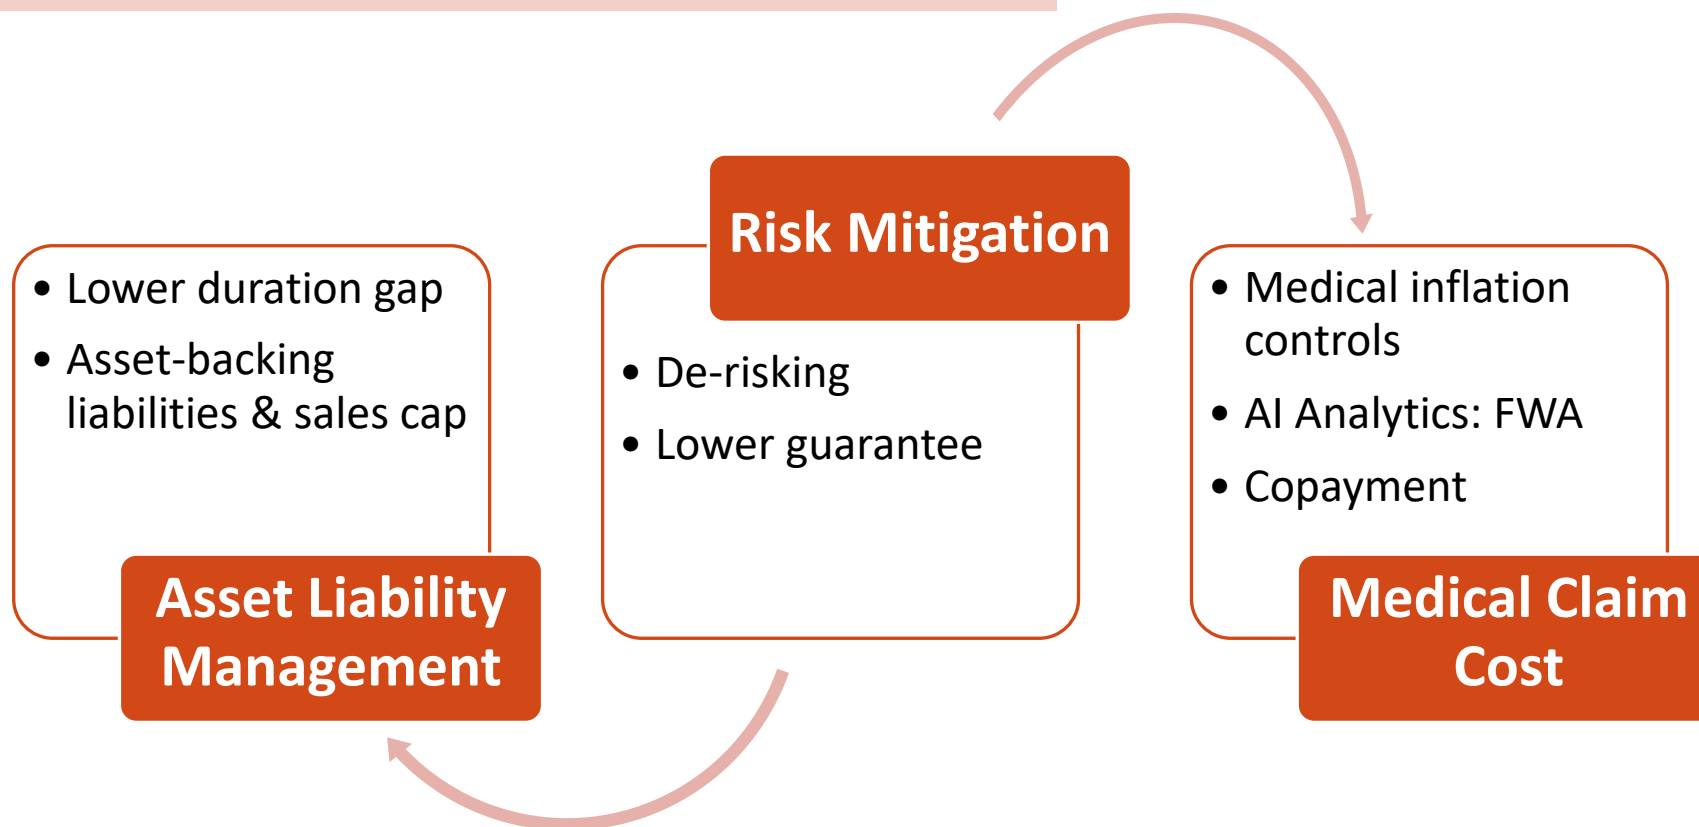 • Lower duration gap
• Asset-backing
liabilities & sales cap
Asset Liability
Management
Risk Mitigation
• De-risking
• Lower guarantee
• Medical inflation
controls
• AI Analytics: FWA
• Copayment
Medical Claim
Cost